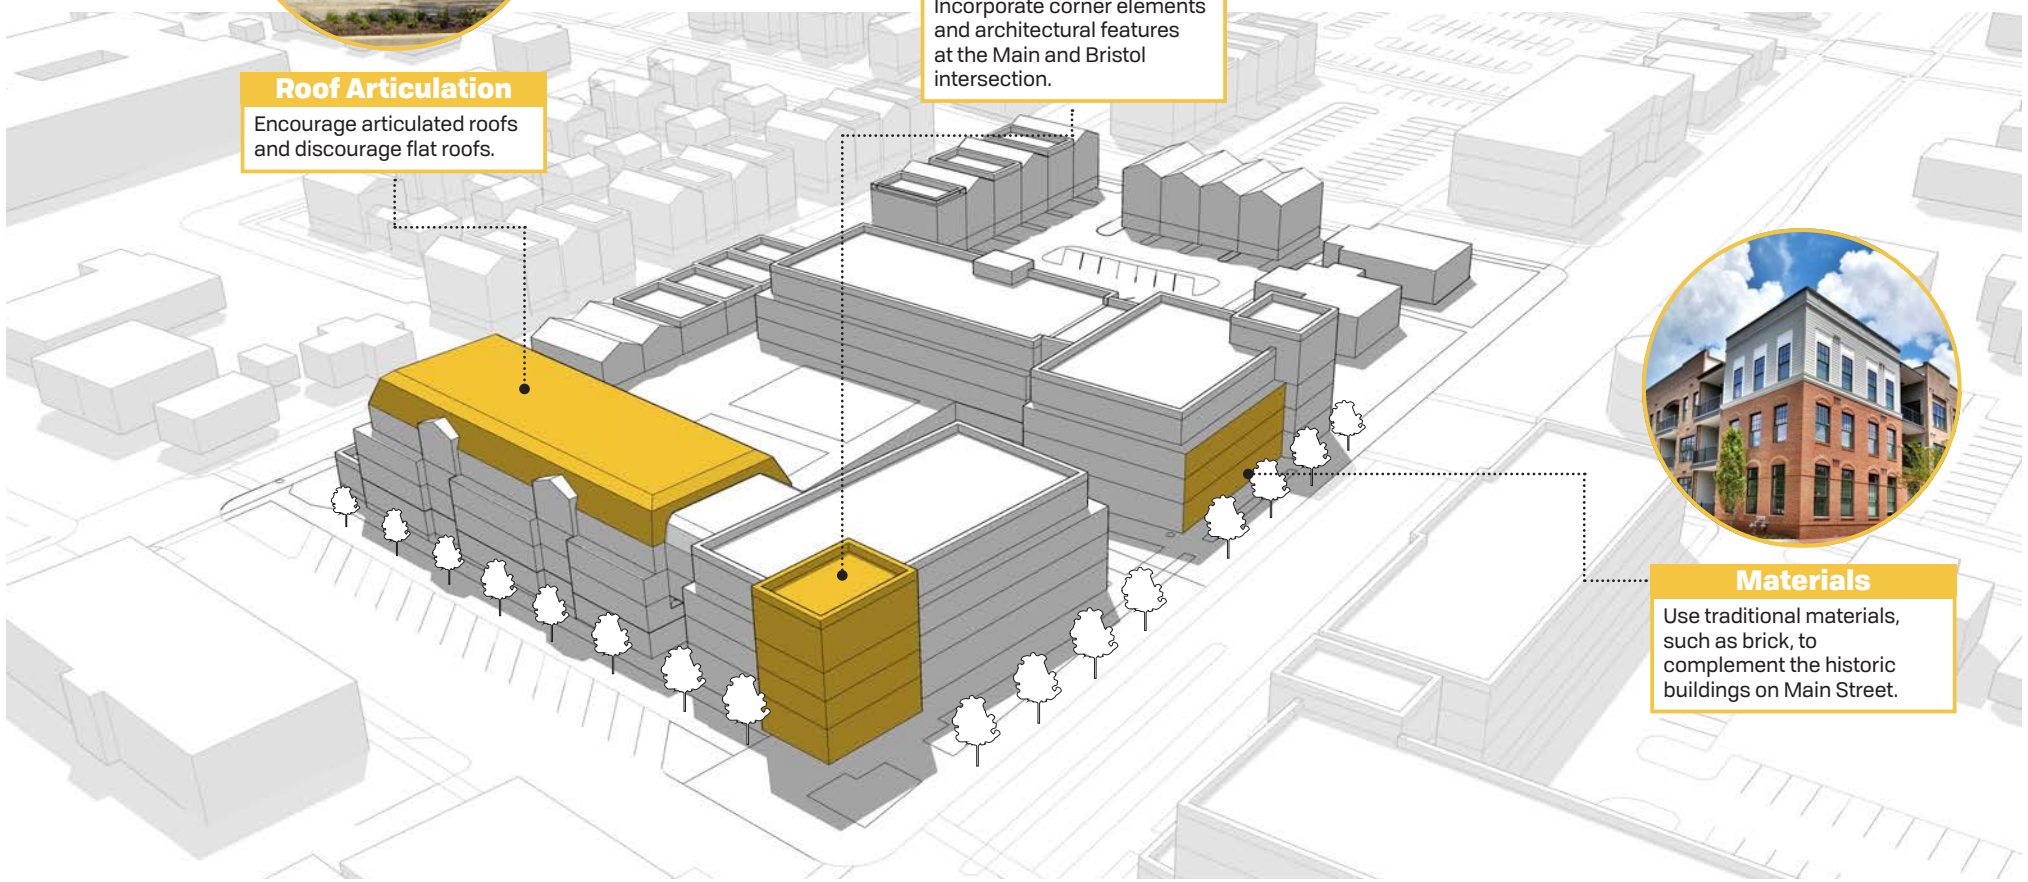 Roof Articulation
Encourage articulated roofs
and discourage flat roofs.
Incorporate corner elements
and architectural features
at the Main and Bristol
intersection.
Materials
Use traditional materials,
such as brick, to
complement the historic
buildings on Main Street.